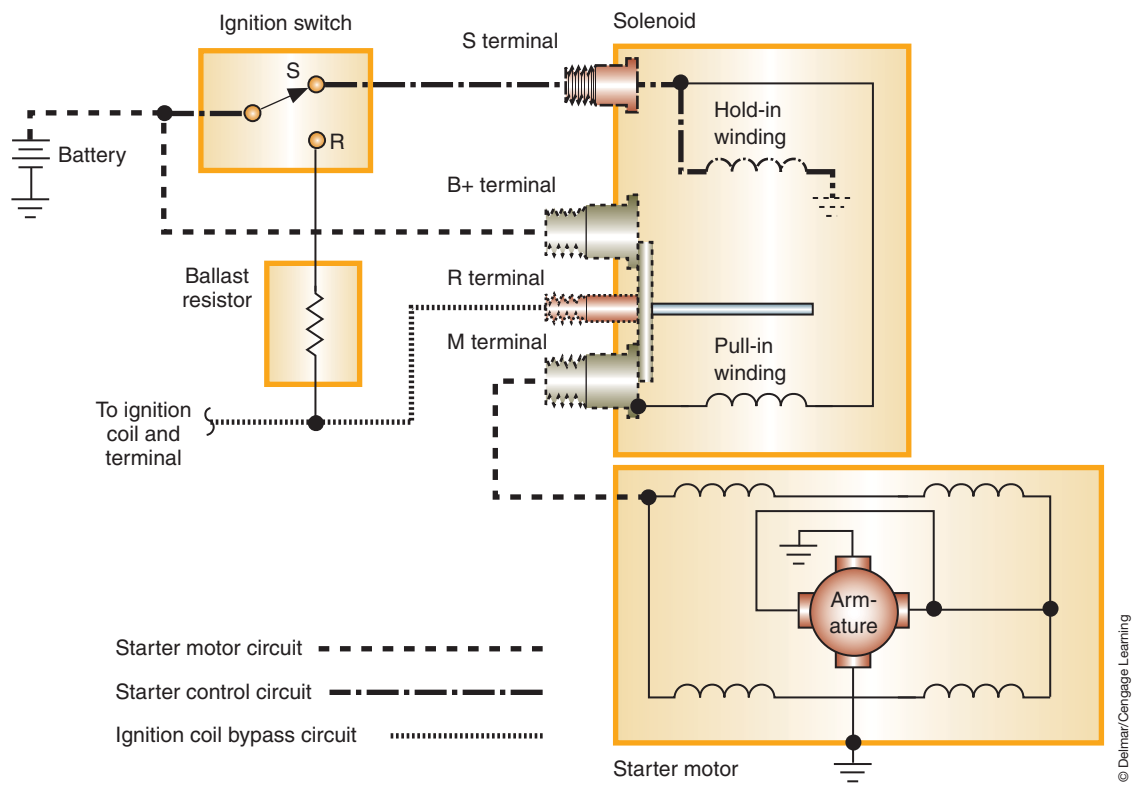 Ignition switch
Solenoid
S terminal
S
Hold-in
winding
R
Battery
B+ terminal
Ballast
resistor
R terminal
M terminal
Pull-in
winding
To ignition
coil and
terminal
Arm-
ature
Starter motor circuit
Starter control circuit
Ignition coil bypass circuit
Starter motor
© Delmar/Cengage Learning